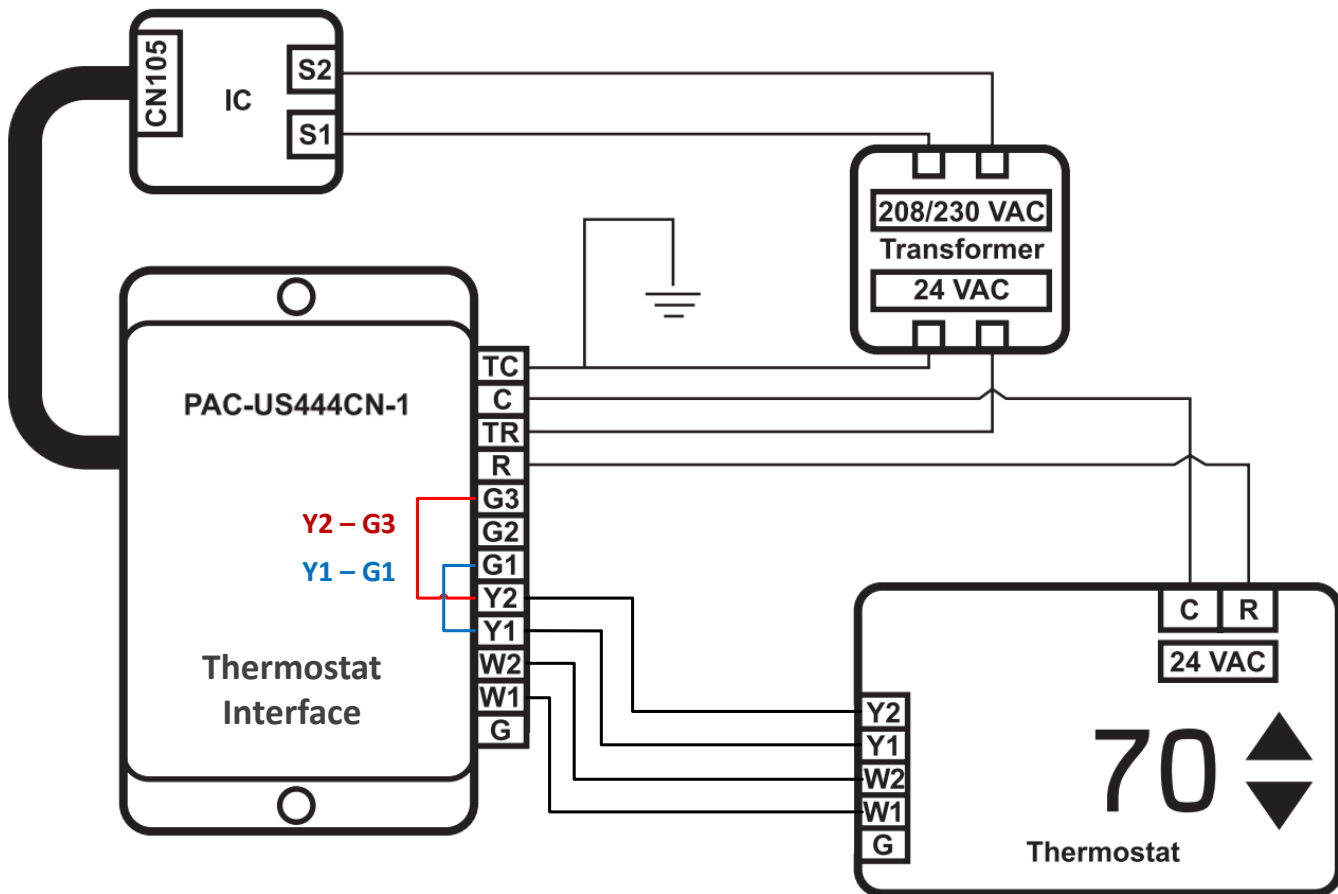 CN105
IC
S2
S1
208/230 VAC
Transformer
24 VAC
PAC-US444CN-1
TC
C
TR
R
G3
G2
G1
Y2
Y1
W2
W1
G
Y2 – G3
Y1 – G1
Thermostat
Interface
C
R
24 VAC
Y2
Y1
W2
W1
G
70
Thermostat